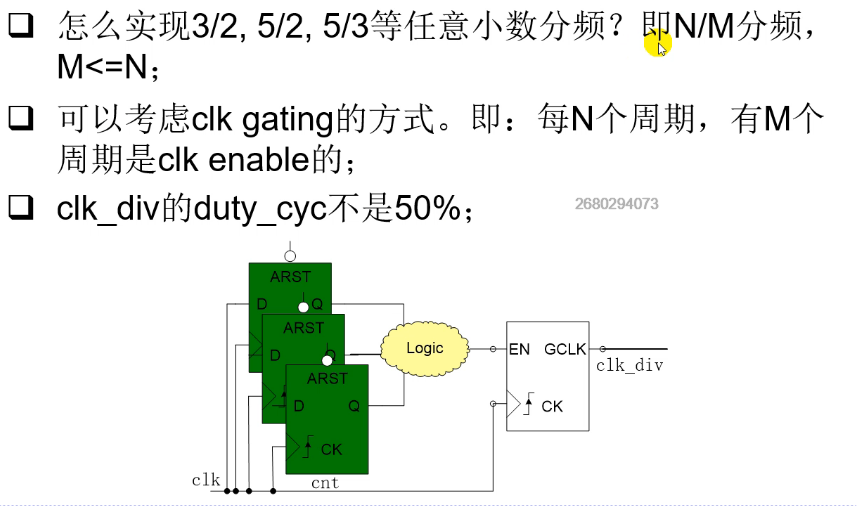 怎么实现3/2, 5/2, 5/3等任意小数分频？即N/M分频，
M<=N；
可以考虑clk gating的方式。即：每N个周期，有M个
周期是clk enable的；
clk_div的duty_cyc不是50%；
2680294073
ARST
D Q
ARST
D Q
ARST
D Q
CK
Logic
EN GCLK
CK
clk_div
clk
cnt